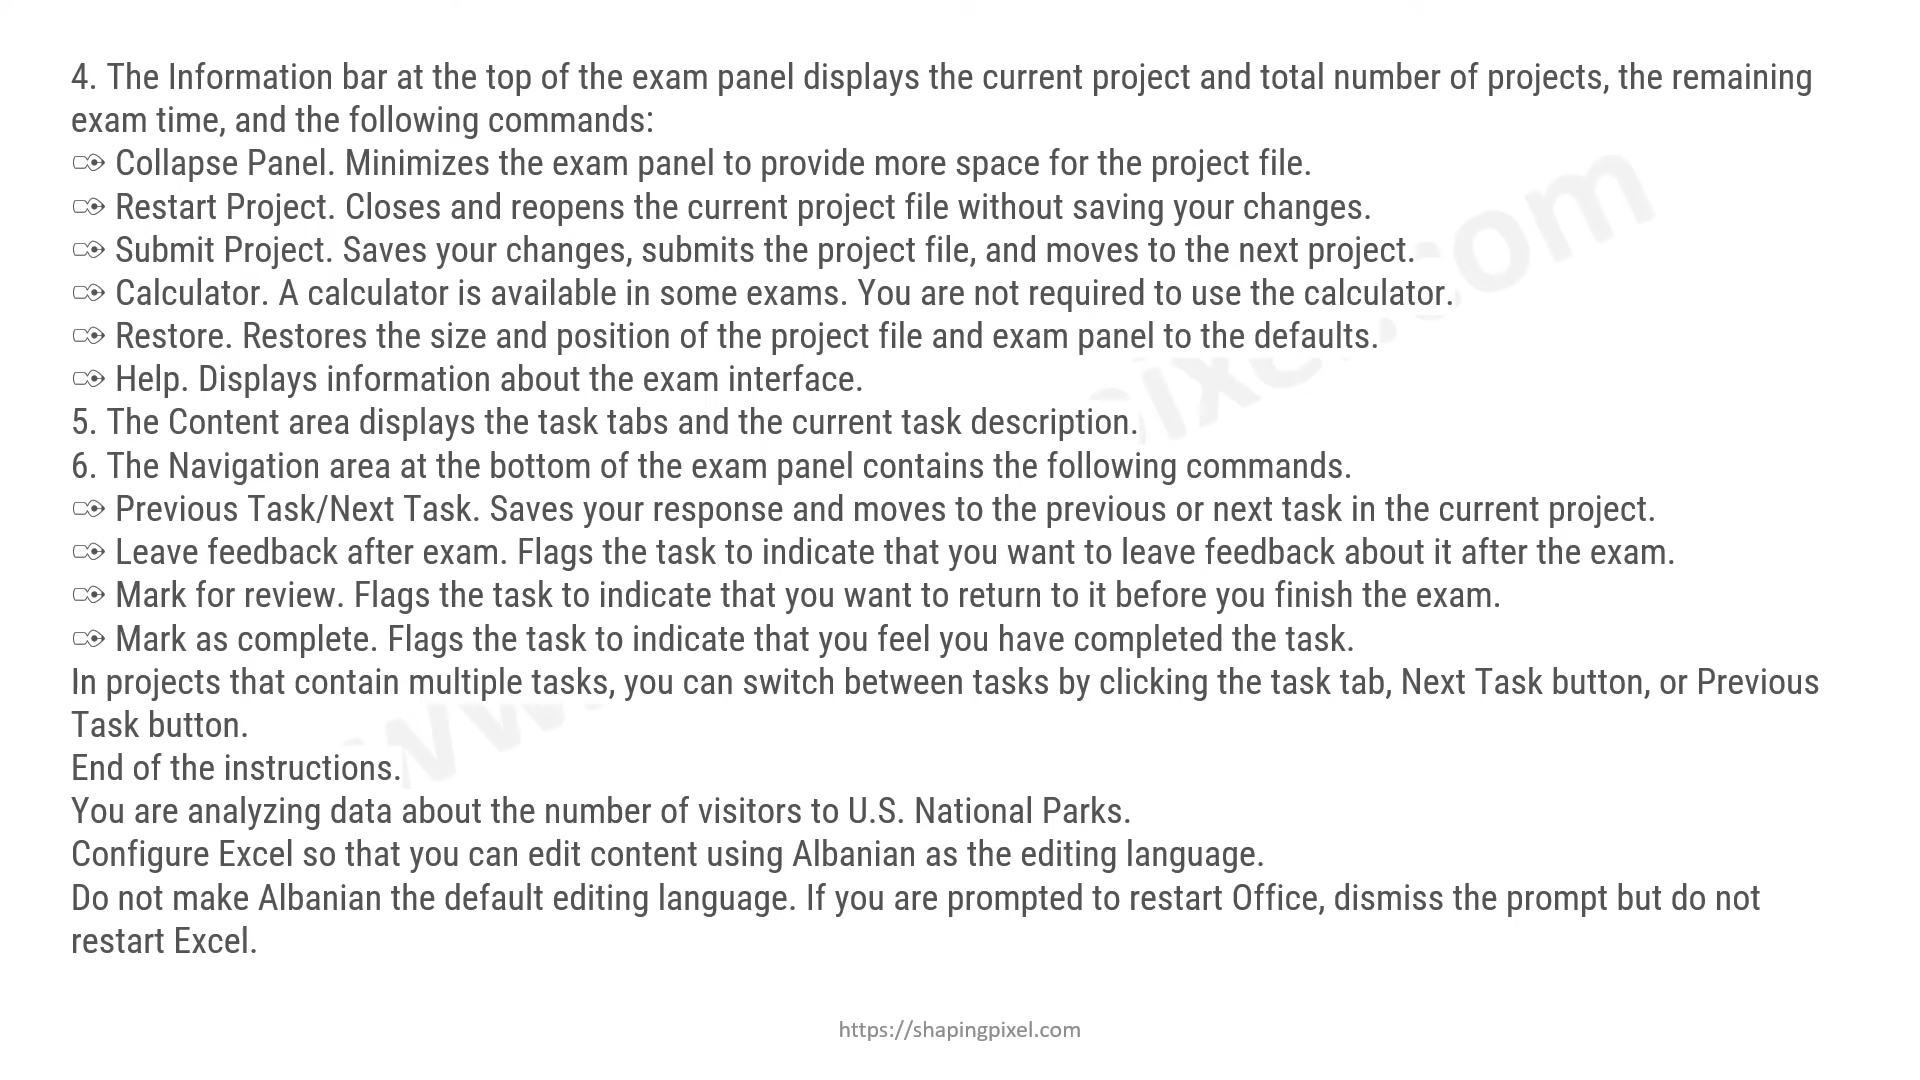 4. The Information bar at the top of the exam panel displays the current project and total number of projects, the remaining
exam time, and the following commands:
Collapse Panel. Minimizes the exam panel to provide more space for the project file.
Restart Project. Closes and reopens the current project file without saving your changes.
Submit Project. Saves your changes, submits the project file, and moves to the next project.
Calculator. A calculator is available in some exams. You are not required to use the calculator.
Restore. Restores the size and position of the project file and exam panel to the defaults.
Help. Displays information about the exam interface.
5. The Content area displays the task tabs and the current task description.
6. The Navigation area at the bottom of the exam panel contains the following commands.
Previous Task/Next Task. Saves your response and moves to the previous or next task in the current project.
Leave feedback after exam. Flags the task to indicate that you want to leave feedback about it after the exam.
Mark for review. Flags the task to indicate that you want to return to it before you finish the exam.
Mark as complete. Flags the task to indicate that you feel you have completed the task.
In projects that contain multiple tasks, you can switch between tasks by clicking the task tab, Next Task button, or Previous
Task button.
End of the instructions.
You are analyzing data about the number of visitors to U.S. National Parks.
Configure Excel so that you can edit content using Albanian as the editing language.
Do not make Albanian the default editing language. If you are prompted to restart Office, dismiss the prompt but do not
restart Excel.
https://shapingpixel.com